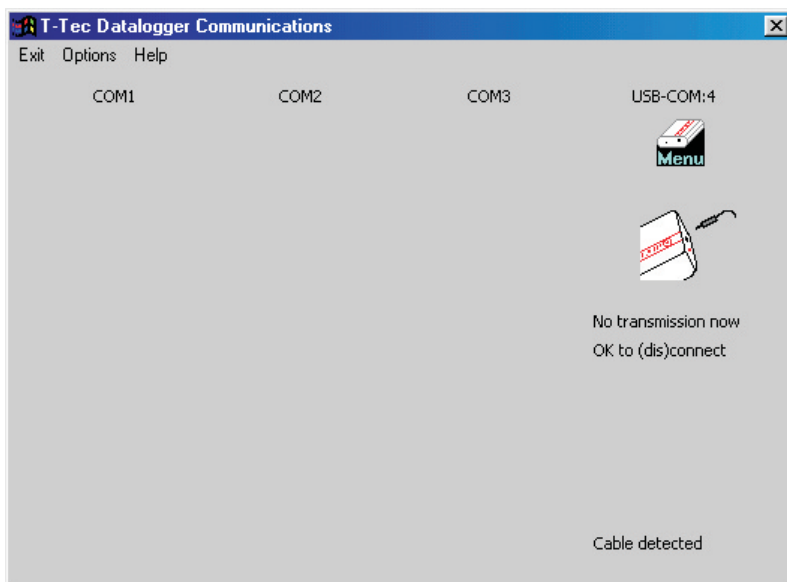 T-Tec Datalogger Communications
Exit Options Help
COM1 COM2 COM3 USB-COM:4
Menu
No transmission now
OK to (dis)connect
Cable detected